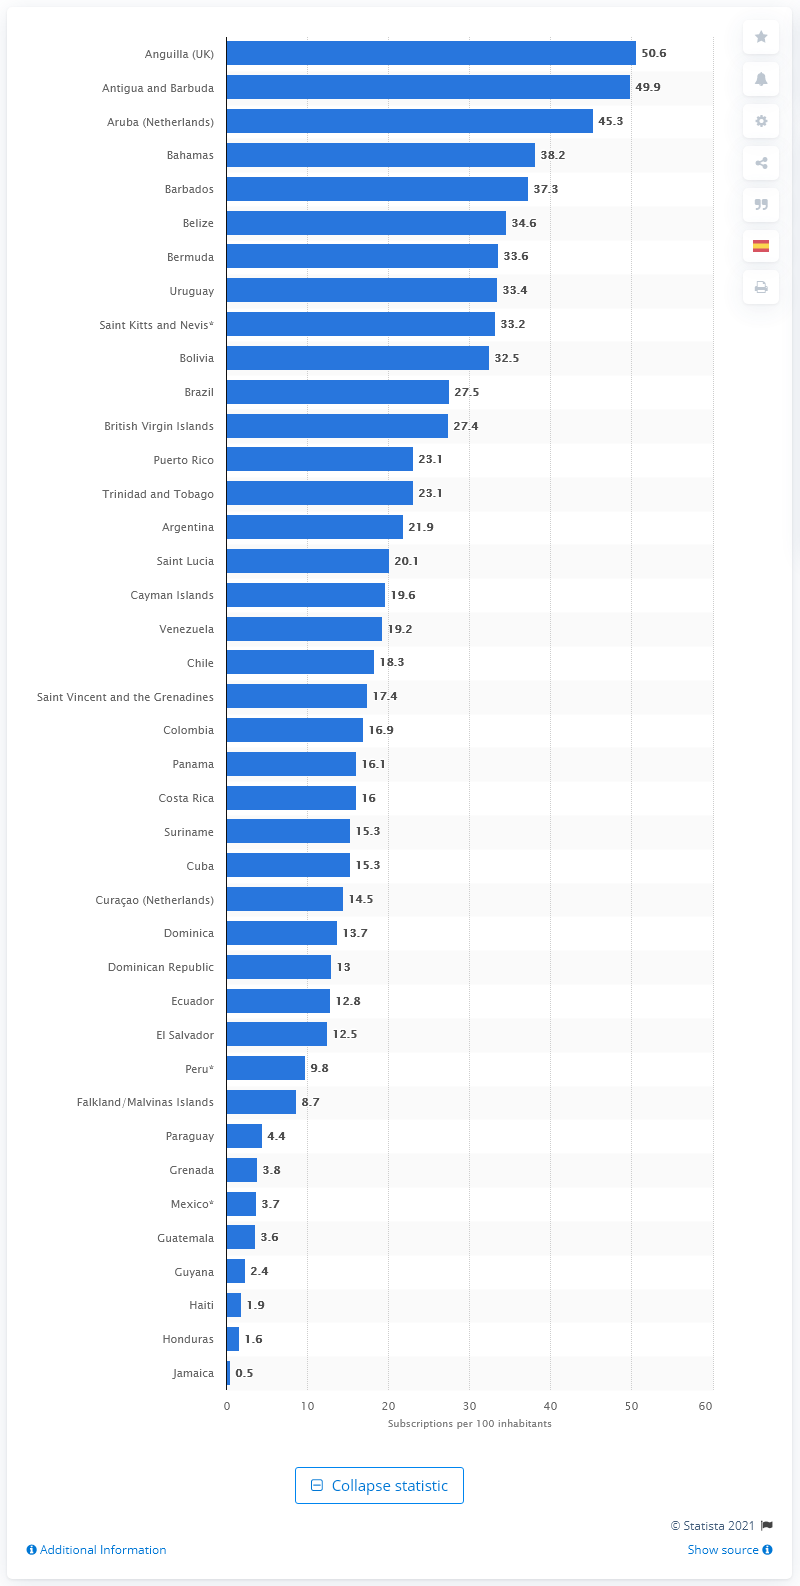 Anguilla (UK) 50.6
Antigua and Barbuda 49.9
Aruba (Netherlands) 45.3
Bahamas 38.2
Barbados 37.3
Belize 34.6
Bermuda 33.6
Uruguay 33.4
Saint Kitts and Nevis* 33.2
Bolivia 32.5
Brazil 27.5
British Virgin Islands 27.4
Puerto Rico 23.1
Trinidad and Tobago 23.1
Argentina 21.9
Saint Lucia 20.1
Cayman Islands 19.6
Venezuela 19.2
Chile 18.3
Saint Vincent and the Grenadines 17.4
Colombia 16.9
Panama 16.1
Costa Rica 16
Suriname 15.3
Cuba 15.3
Curaçao (Netherlands) 14.5
Dominica 13.7
Dominican Republic 13
Ecuador 12.8
El Salvador 12.5
Peru* 9.8
Falkland/Malvinas Islands 8.7
Paraguay 4.4
Grenada 3.8
Mexico* 3.7
Guatemala 3.6
Guyana 2.4
Haiti 1.9
Honduras 1.6
Jamaica 0.5
0 10 20 30 40 50 60
Subscriptions per 100 inhabitants
Collapse statistic
© Statista 2021
Additional Information Show source